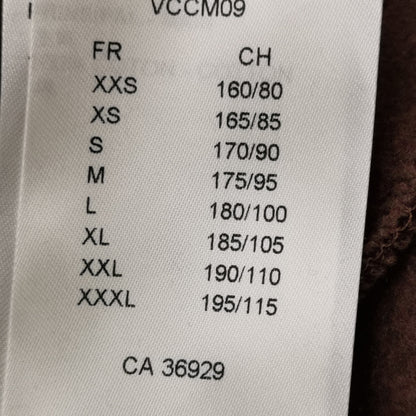 VCCM09
FR CH
XXS 160/80
XS 165/85
S 170/90
M 175/95
L 180/100
XL 185/105
XXL 190/110
XXXL 195/115
CA 36929